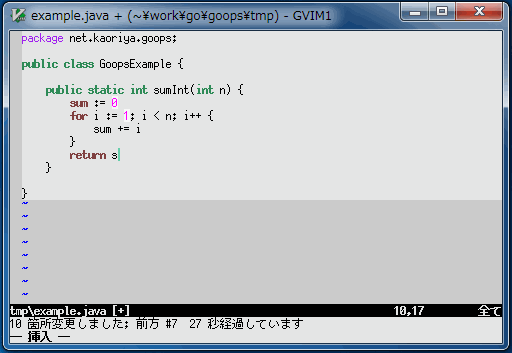 example.java + (~¥work¥go¥goops¥tmp) - GVIM1
package net.kaoriya.goops;
public class GoopsExample {
    public static int sumInt(int n) {
        sum := 0
        for i := 1; i < n; i++ {
            sum += i
        }
        return s
    }
}
~
~
~
~
~
~
~
~
tmp\example.java [+] 10,17 全て
10 箇所変更しました; 前方 #7  27 秒経過しています
-- 挿入 --